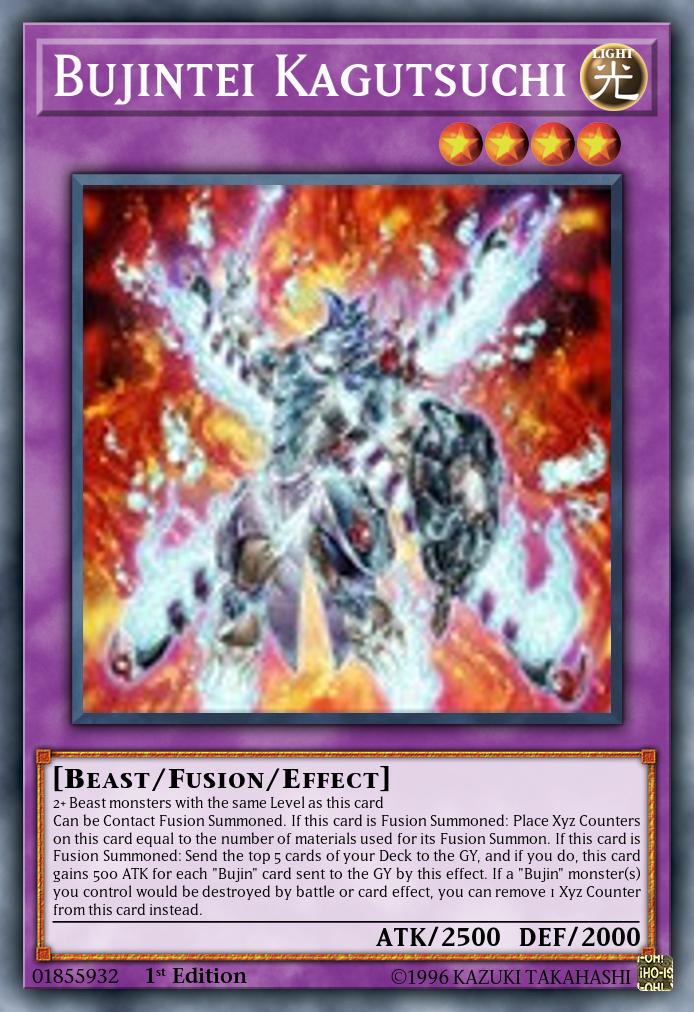 Bujintei Kagutsuchi
LIGHT
光
[Beast/Fusion/Effect]
2+ Beast monsters with the same Level as this card
Can be Contact Fusion Summoned. If this card is Fusion Summoned: Place Xyz Counters
on this card equal to the number of materials used for its Fusion Summon. If this card is
Fusion Summoned: Send the top 5 cards of your Deck to the GY, and if you do, this card
gains 500 ATK for each "Bujin" card sent to the GY by this effect. If a "Bujin" monster(s)
you control would be destroyed by battle or card effect, you can remove 1 Xyz Counter
from this card instead.
ATK/2500 DEF/2000
01855932 1st Edition ©1996 KAZUKI TAKAHASHI